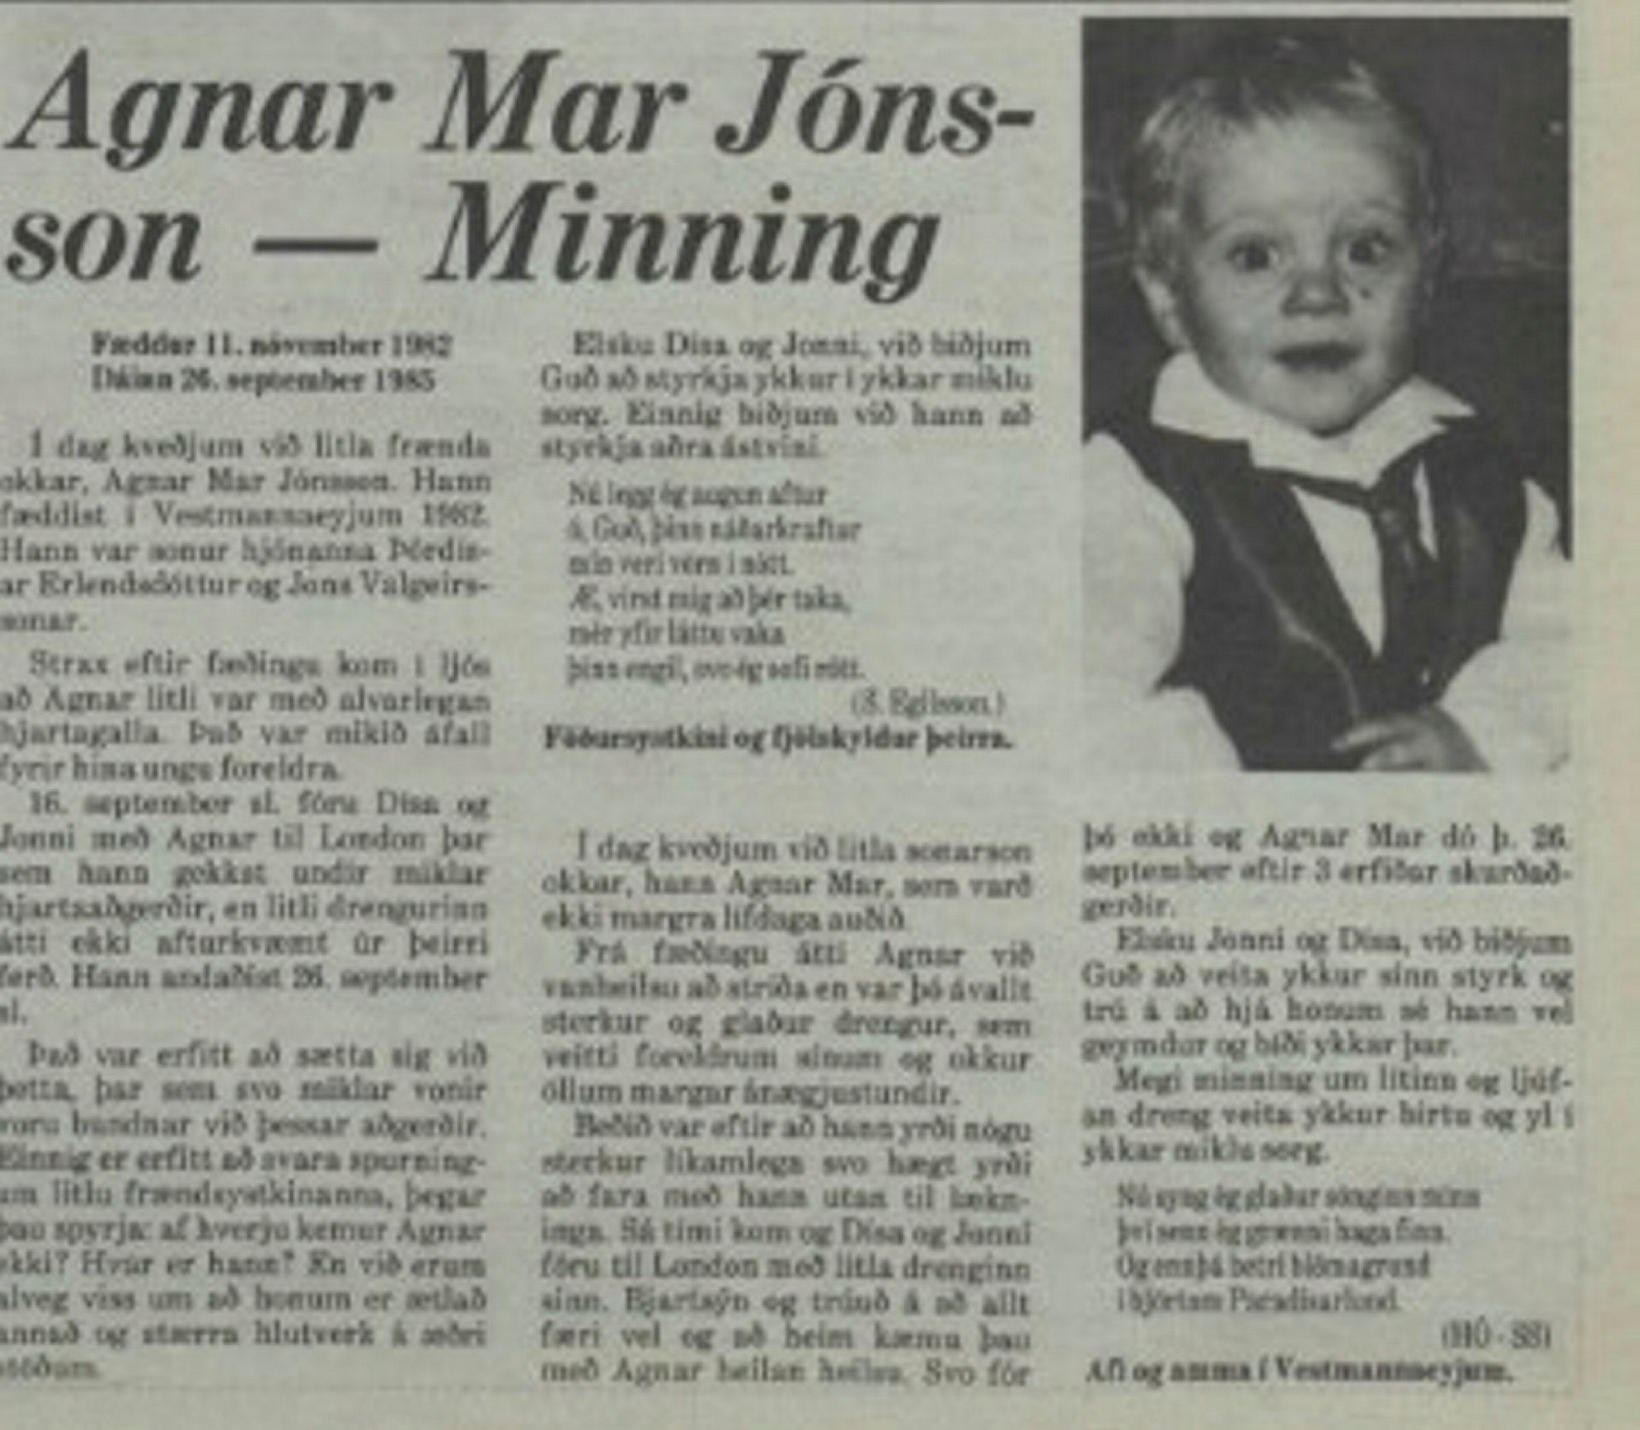 Agnar Mar Jóns-
son — Minning
Fæddur 11. nóvember 1982
Dáinn 26. september 1985
Í dag kveðjum við litla frænda
okkar, Agnar Mar Jónsson. Hann
fæddist í Vestmannaeyjum 1982.
Hann var sonur hjónanna Þórdís-
ar Erlendsdóttur og Jóns Valgeirs-
sonar.
Strax eftir fæðingu kom í ljós
að Agnar litli var með alvarlegan
hjartagalla. Það var mikið áfall
fyrir hina ungu foreldra.
16. september sl. fóru Dísa og
Jonni með Agnar til London þar
sem hann gekkst undir miklar
hjartaaðgerðir, en litli drengurinn
átti ekki afturkvæmt úr þeirri
ferð. Hann andaðist 26. september
sl.
Það var erfitt að sætta sig við
þetta, þar sem svo miklar vonir
voru bundnar við þessar aðgerðir.
Einnig er erfitt að svara spurning-
um litlu frændsystkinanna, þegar
þau spyrja: af hverju kemur Agnar
ekki? Hvar er hann? En við erum
alveg viss um að honum er ætlað
annað og stærra hlutverk á æðri
stöðum.
Elsku Dísa og Jonni, við biðjum
Guð að styrkja ykkur í ykkar miklu
sorg. Einnig biðjum við hann að
styrkja aðra ástvini.
Nú legg ég augun aftur
ó, Guð, þinn náðarkraftur
mín veri vörn í nótt.
Æ, virst mig að þér taka,
mér yfir láttu vaka
þinn engil, svo ég sofi rótt.
(S. Egilsson.)
Föðursystkini og fjölskyldur þeirra.
Í dag kveðjum við litla sonarson
okkar, hann Agnar Mar, sem varð
ekki margra lífdaga auðið.
Frá fæðingu átti Agnar við
vanheilsu að stríða en var þó ávallt
sterkur og glaður drengur, sem
veitti foreldrum sínum og okkur
öllum margar ánægjustundir.
Beðið var eftir að hann yrði nógu
sterkur líkamlega svo hægt yrði
að fara með hann utan til lækn-
inga. Sá tími kom og Dísa og Jonni
fóru til London með litla drenginn
sinn. Bjartsýn og trúuð á að allt
færi vel og að heim kæmu þau
með Agnar heilan heilsu. Svo fór
þó ekki og Agnar Mar dó þ. 26.
september eftir 3 erfiðar skurðað-
gerðir.
Elsku Jonni og Dísa, við biðjum
Guð að veita ykkur sinn styrk og
trú á að hjá honum sé hann vel
geymdur og bíði ykkar þar.
Megi minning um lítinn og ljúf-
an dreng veita ykkur birtu og yl í
ykkar miklu sorg.
Nú syng ég glaður sönginn minn
því senn ég grænni haga finn.
Og ennþá betri blómagrund
í björtum Paradísarlund.
(HÓ - SS)
Afi og amma í Vestmannaeyjum.